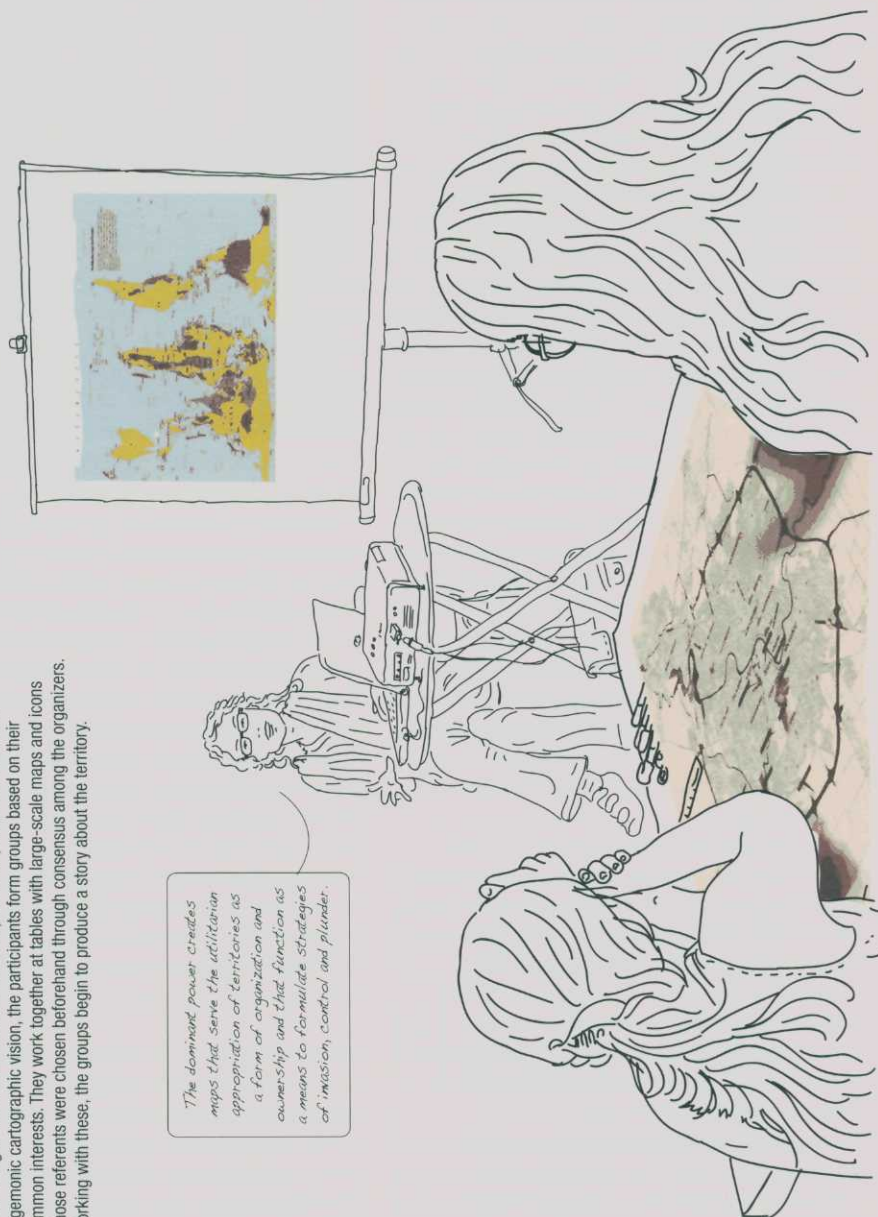 gemonic cartographic vision, the participants form groups based on their
mmon interests. They work together at tables with large-scale maps and icons
hose referents were chosen beforehand through consensus among the organizers.
orking with these, the groups begin to produce a story about the territory.
The dominant power creates
maps that serve the utilitarian
appropriation of territories as
a form of organization and
ownership and that function as
a means to formulate strategies
of invasion, control and plunder.